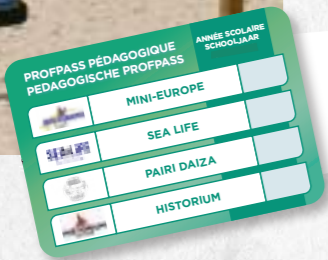 PROFPASS PÉDAGOGIQUE
PEDAGOGISCHE PROFPASS
ANNÉE SCOLAIRE
SCHOOLJAAR
MINI-EUROPE
SEA LIFE
PAIRI DAIZA
HISTORIUM